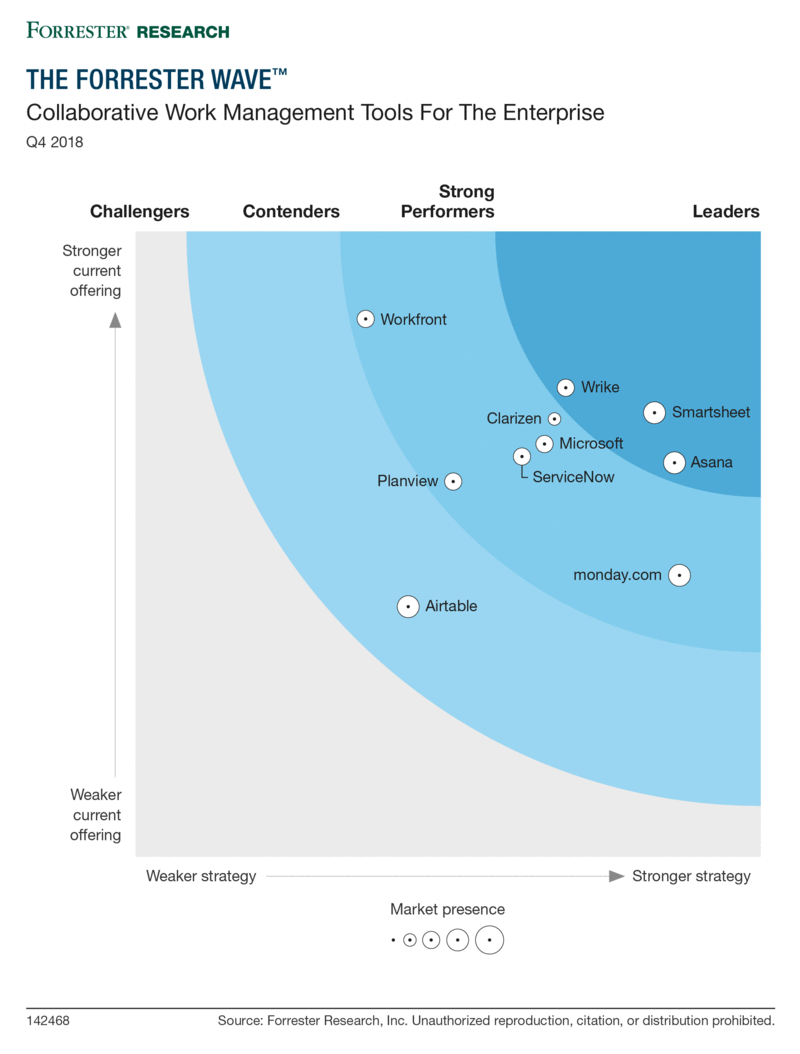 FORRESTER® RESEARCH
THE FORRESTER WAVE™
Collaborative Work Management Tools For The Enterprise
Q4 2018
Challengers
Contenders
Strong
Performers
Leaders
Stronger
current
offering
Workfront
Wrike
Smartsheet
Clarizen
Microsoft
Asana
ServiceNow
Planview
monday.com
Airtable
Weaker
current
offering
Weaker strategy
Stronger strategy
Market presence
142468
Source: Forrester Research, Inc. Unauthorized reproduction, citation, or distribution prohibited.